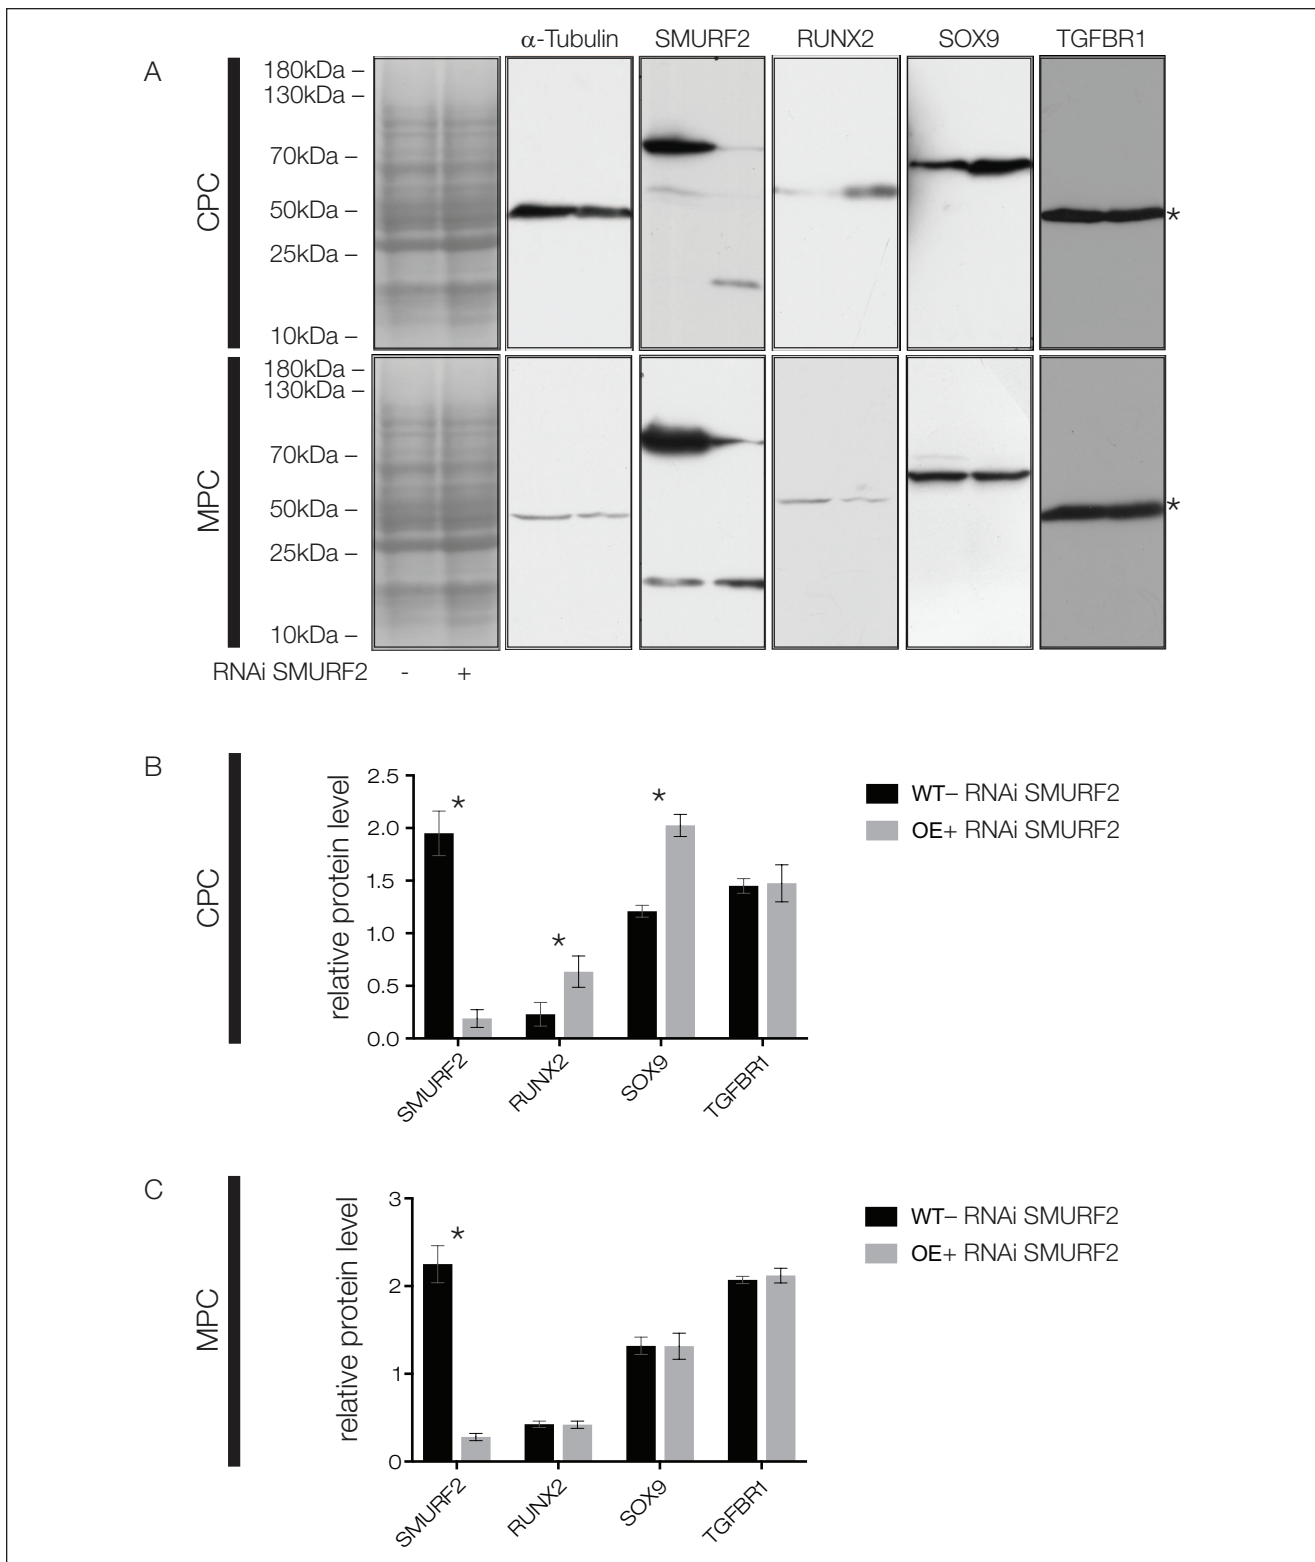 α-Tubulin SMURF2 RUNX2 SOX9 TGFBR1
A
CPC
180kDa –
130kDa –
70kDa –
50kDa –
25kDa –
10kDa –
*
MPC
180kDa –
130kDa –
70kDa –
50kDa –
25kDa –
10kDa –
*
RNAi SMURF2 - +
B
CPC
relative protein level
2.5
2.0
1.5
1.0
0.5
0.0
* * *
SMURF2 RUNX2 SOX9 TGFBR1
WT– RNAi SMURF2
OE+ RNAi SMURF2
C
MPC
relative protein level
3
2
1
0
*
SMURF2 RUNX2 SOX9 TGFBR1
WT– RNAi SMURF2
OE+ RNAi SMURF2